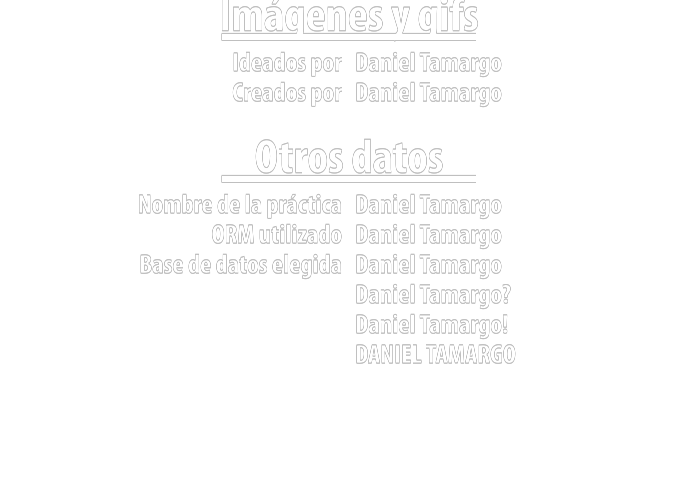 Imágenes y gifs
Ideados por Daniel Tamargo
Creados por Daniel Tamargo
Otros datos
Nombre de la práctica Daniel Tamargo
ORM utilizado Daniel Tamargo
Base de datos elegida Daniel Tamargo
Daniel Tamargo?
Daniel Tamargo!
DANIEL TAMARGO